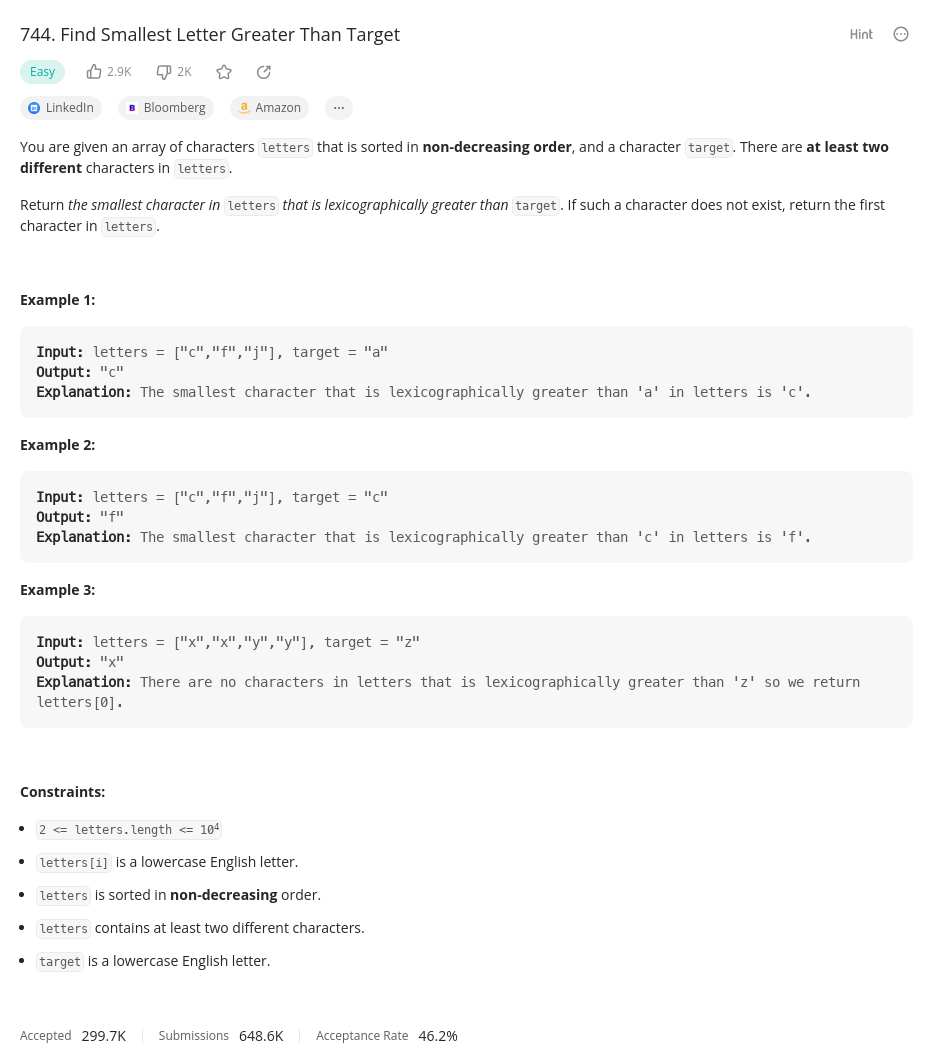 744. Find Smallest Letter Greater Than Target
Hint
Easy 2.9K 2K
LinkedIn Bloomberg Amazon ...
You are given an array of characters letters that is sorted in non-decreasing order, and a character target. There are at least two
different characters in letters.
Return the smallest character in letters that is lexicographically greater than target. If such a character does not exist, return the first
character in letters.
Example 1:
Input: letters = ["c","f","j"], target = "a"
Output: "c"
Explanation: The smallest character that is lexicographically greater than 'a' in letters is 'c'.
Example 2:
Input: letters = ["c","f","j"], target = "c"
Output: "f"
Explanation: The smallest character that is lexicographically greater than 'c' in letters is 'f'.
Example 3:
Input: letters = ["x","x","y","y"], target = "z"
Output: "x"
Explanation: There are no characters in letters that is lexicographically greater than 'z' so we return
letters[0].
Constraints:
• 2 <= letters.length <= 10⁴
• letters[i] is a lowercase English letter.
• letters is sorted in non-decreasing order.
• letters contains at least two different characters.
• target is a lowercase English letter.
Accepted 299.7K Submissions 648.6K Acceptance Rate 46.2%